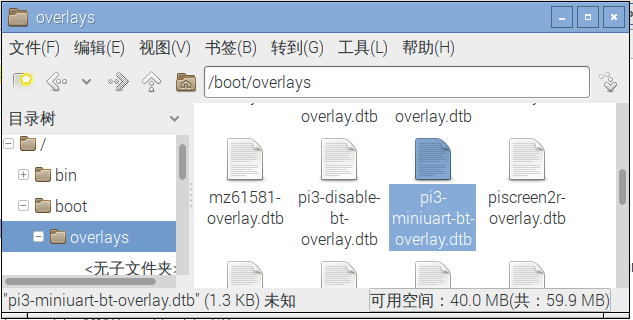 overlays
文件(F) 编辑(E) 视图(V) 书签(B) 转到(G) 工具(L) 帮助(H)
/boot/overlays
目录树
/
bin
boot
overlays
<无子文件夹>
overlay.dtb overlay.dtb
mz61581-overlay.dtb
pi3-disable-bt-overlay.dtb
pi3-miniuart-bt-overlay.dtb
piscreen2r-overlay.dtb
"pi3-miniuart-bt-overlay.dtb" (1.3 KB) 未知
可用空间：40.0 MB(共：59.9 MB)